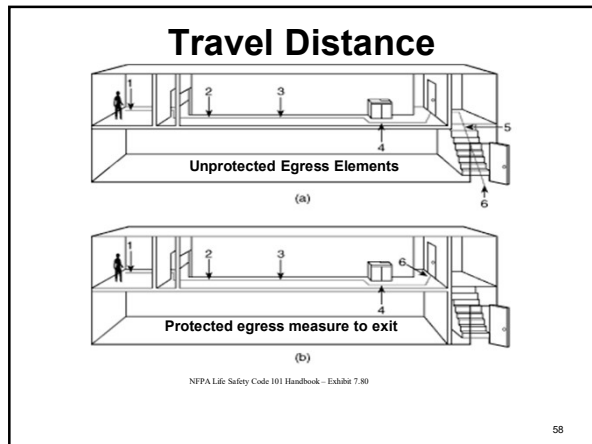 Travel Distance
1
2
3
4
5
6
Unprotected Egress Elements
(a)
1
2
3
4
6
Protected egress measure to exit
(b)
NFPA Life Safety Code 101 Handbook – Exhibit 7.80
58